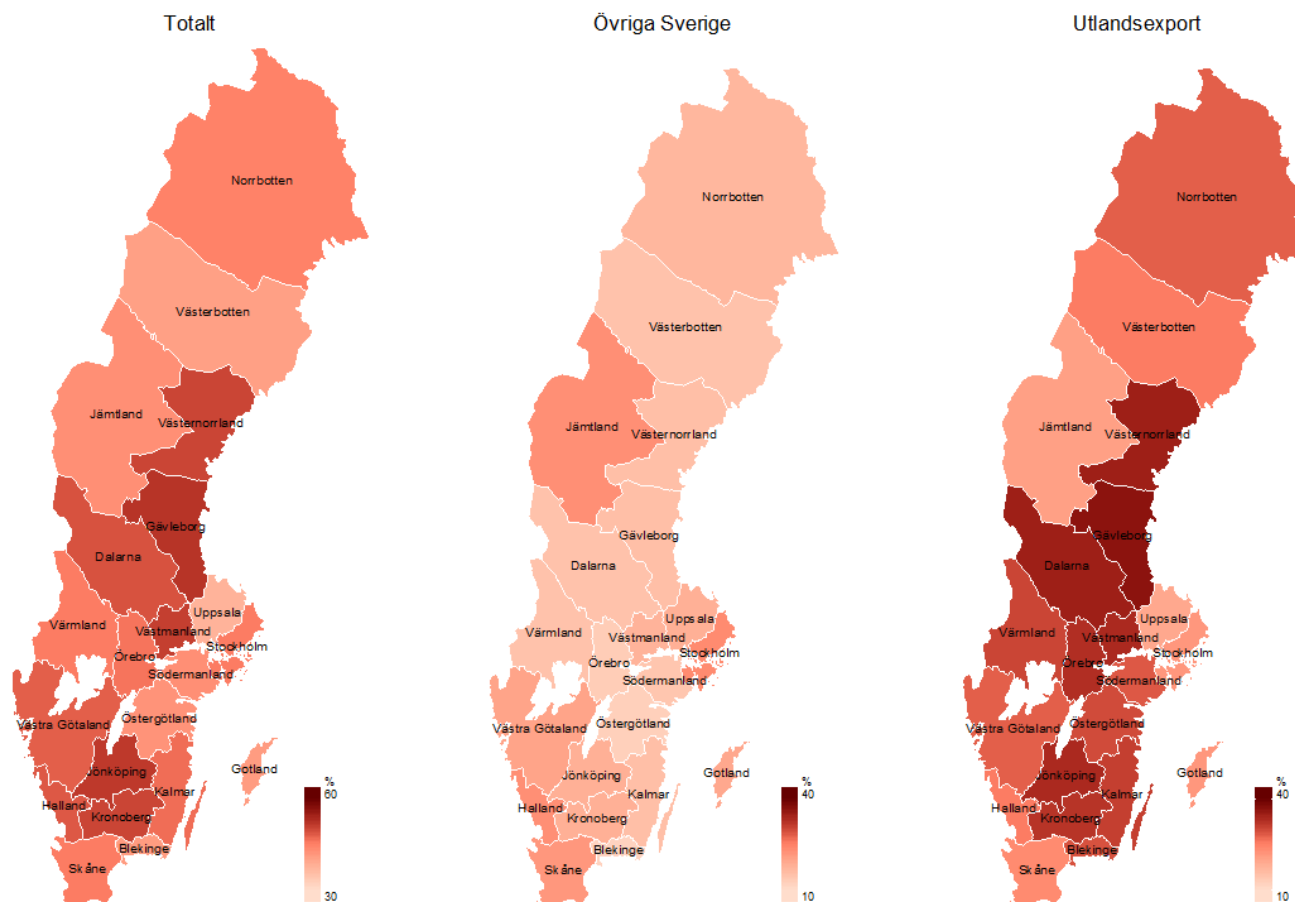 Totalt
Norrbotten
Västerbotten
Jämtland
Västernorrland
Gävleborg
Dalarna
Uppsala
Värmland
Västmanland
Stockholm
Örebro
Södermanland
Västra Götaland
Östergötland
Gotland
Jönköping
Kalmar
Halland
Kronoberg
Blekinge
Skåne
%
60
30
Övriga Sverige
Norrbotten
Västerbotten
Jämtland
Västernorrland
Gävleborg
Dalarna
Uppsala
Värmland
Västmanland
Stockholm
Örebro
Södermanland
Västra Götaland
Östergötland
Gotland
Jönköping
Kalmar
Halland
Kronoberg
Blekinge
Skåne
%
40
10
Utlandsexport
Norrbotten
Västerbotten
Jämtland
Västernorrland
Gävleborg
Dalarna
Uppsala
Värmland
Västmanland
Stockholm
Örebro
Södermanland
Västra Götaland
Östergötland
Gotland
Jönköping
Kalmar
Halland
Kronoberg
Blekinge
Skåne
%
40
10